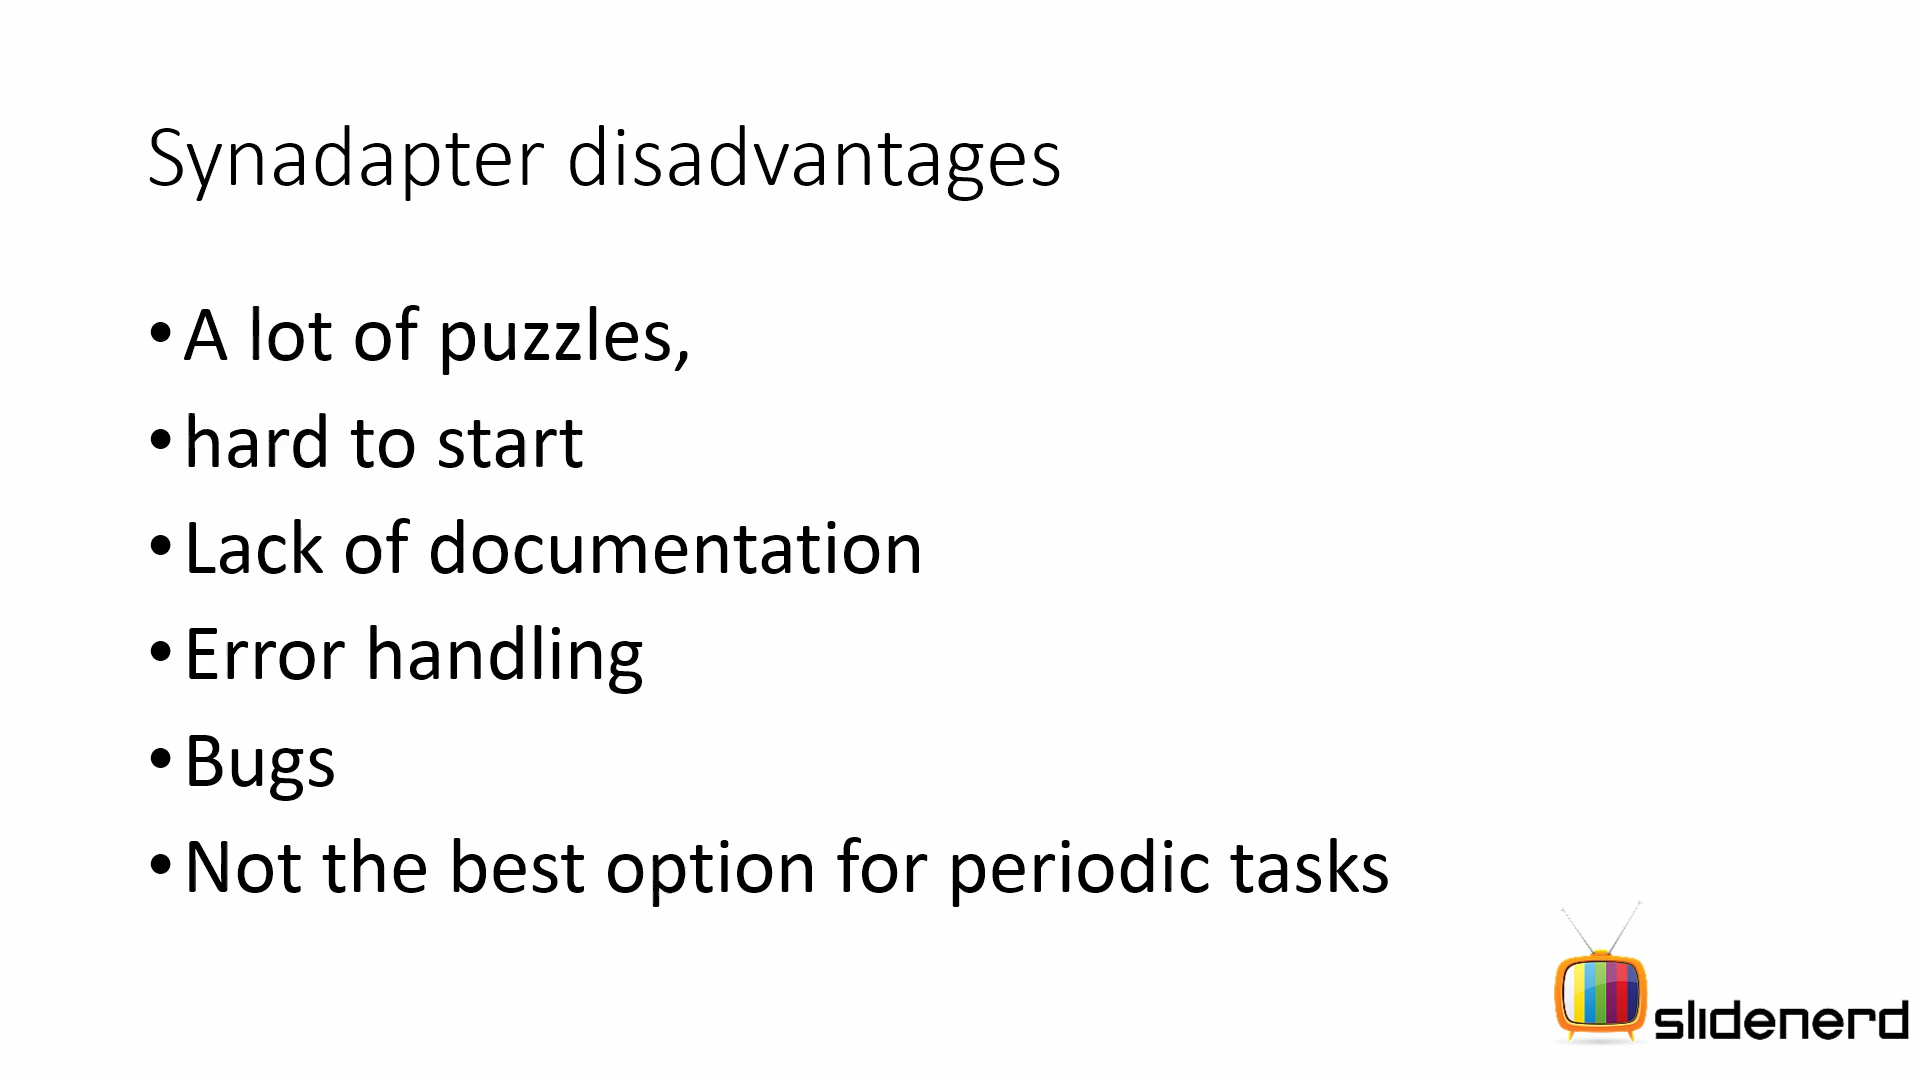 Synadapter disadvantages
•A lot of puzzles,
•hard to start
•Lack of documentation
•Error handling
•Bugs
•Not the best option for periodic tasks
slidenerd